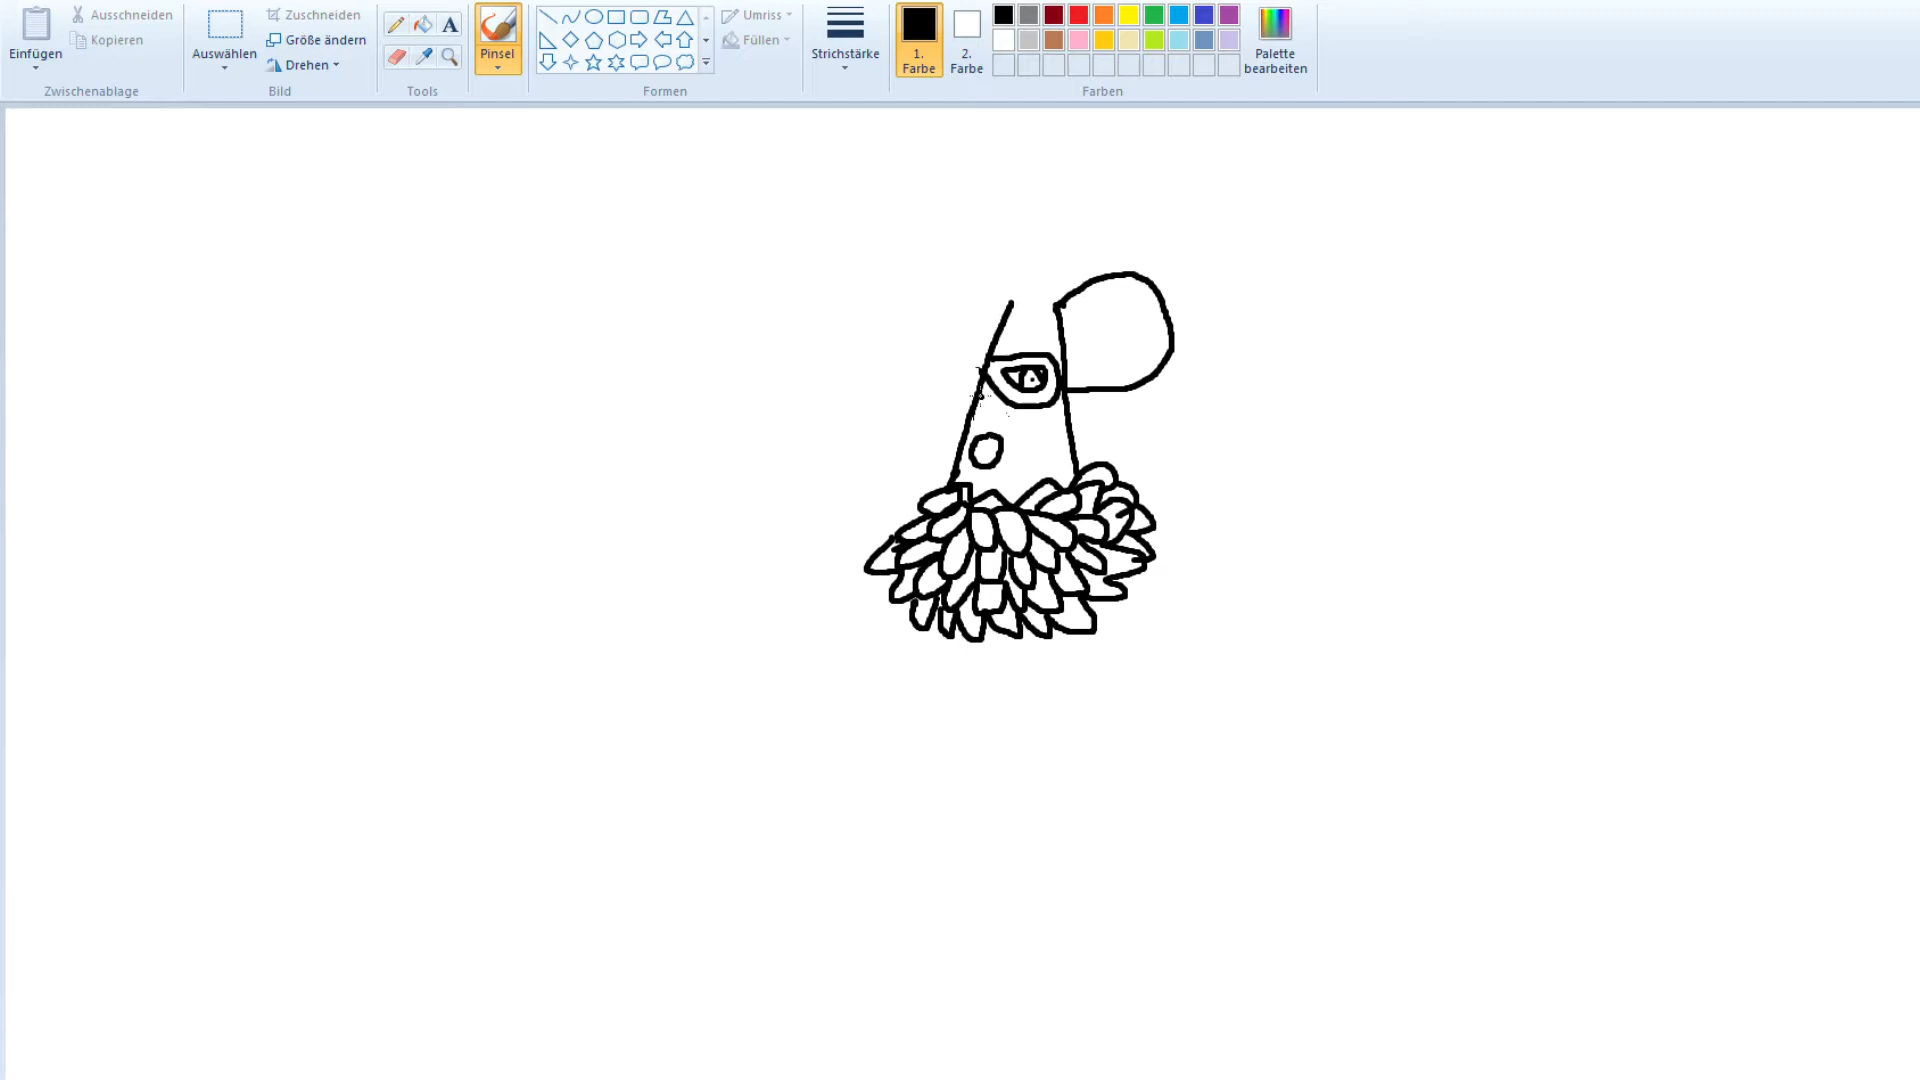 Ausschneiden
Kopieren
Einfügen
Zwischenablage
Auswählen
Zuschneiden
Größe ändern
Drehen
Bild
A
Tools
Pinsel
Umriss
Füllen
Formen
Strichstärke
1. Farbe
2. Farbe
Palette bearbeiten
Farben